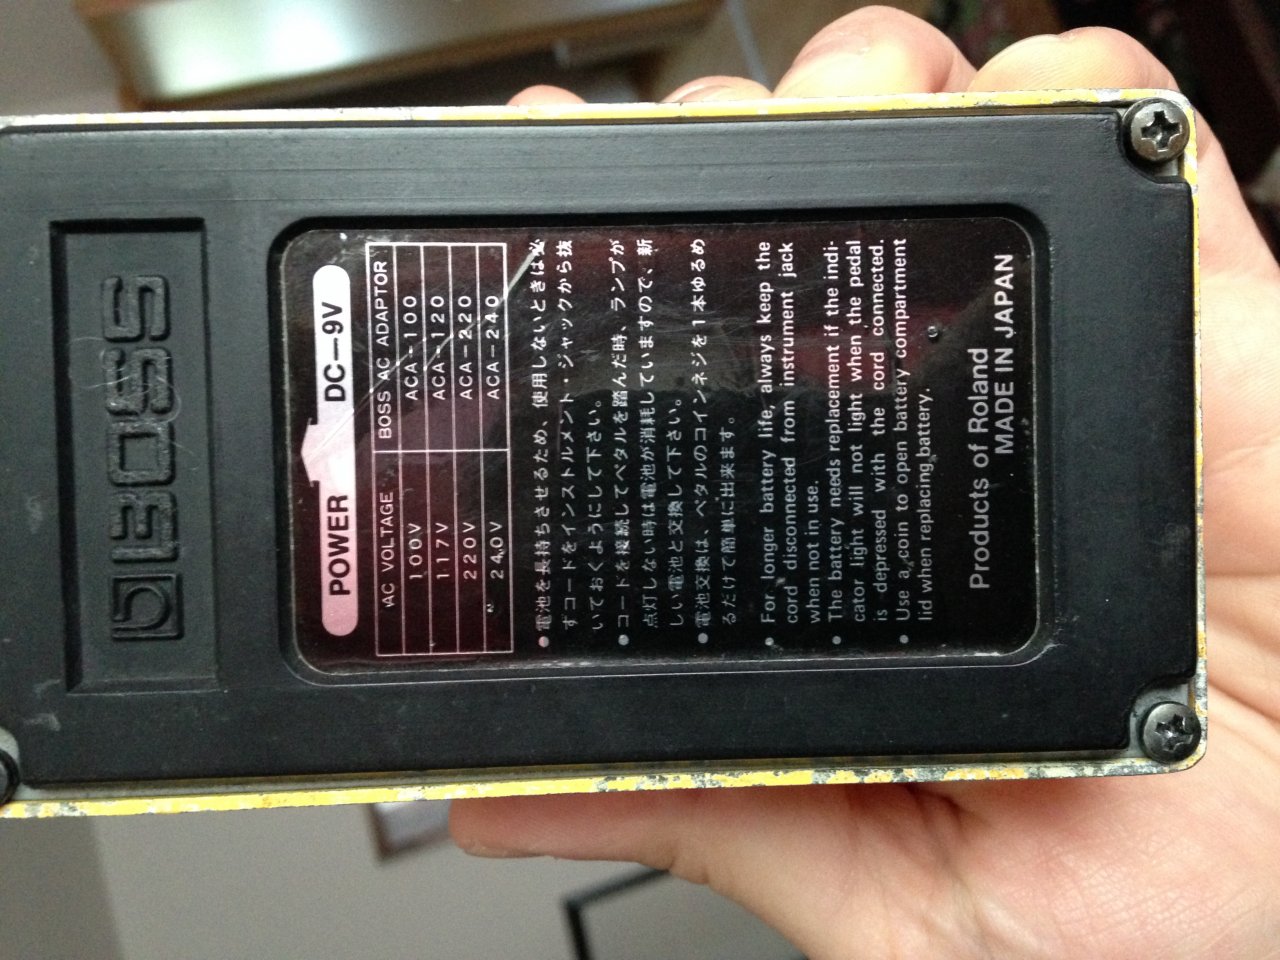 BOSS
POWER DC—9V
AC VOLTAGE BOSS AC ADAPTOR
100V ACA-100
117V ACA-120
220V ACA-220
240V ACA-240
●電池を長持ちさせるため、使用しないときは必
ずコードをインストルメント・ジャックから抜
いておくようにして下さい。
●コードを接続してペタルを踏んだ時、ランプが
点灯しない時は電池が消耗していますので、新
しい電池と交換して下さい。
●電池交換は、ペタルのコインネジを1本ゆるめ
るだけで簡単に出来ます。
● For longer battery life, always keep the
cord disconnected from instrument jack
when not in use.
● The battery needs replacement if the indi-
cator light will not light when the pedal
is depressed with the cord connected.
● Use a coin to open battery compartment
lid when replacing battery.
Products of Roland
MADE IN JAPAN